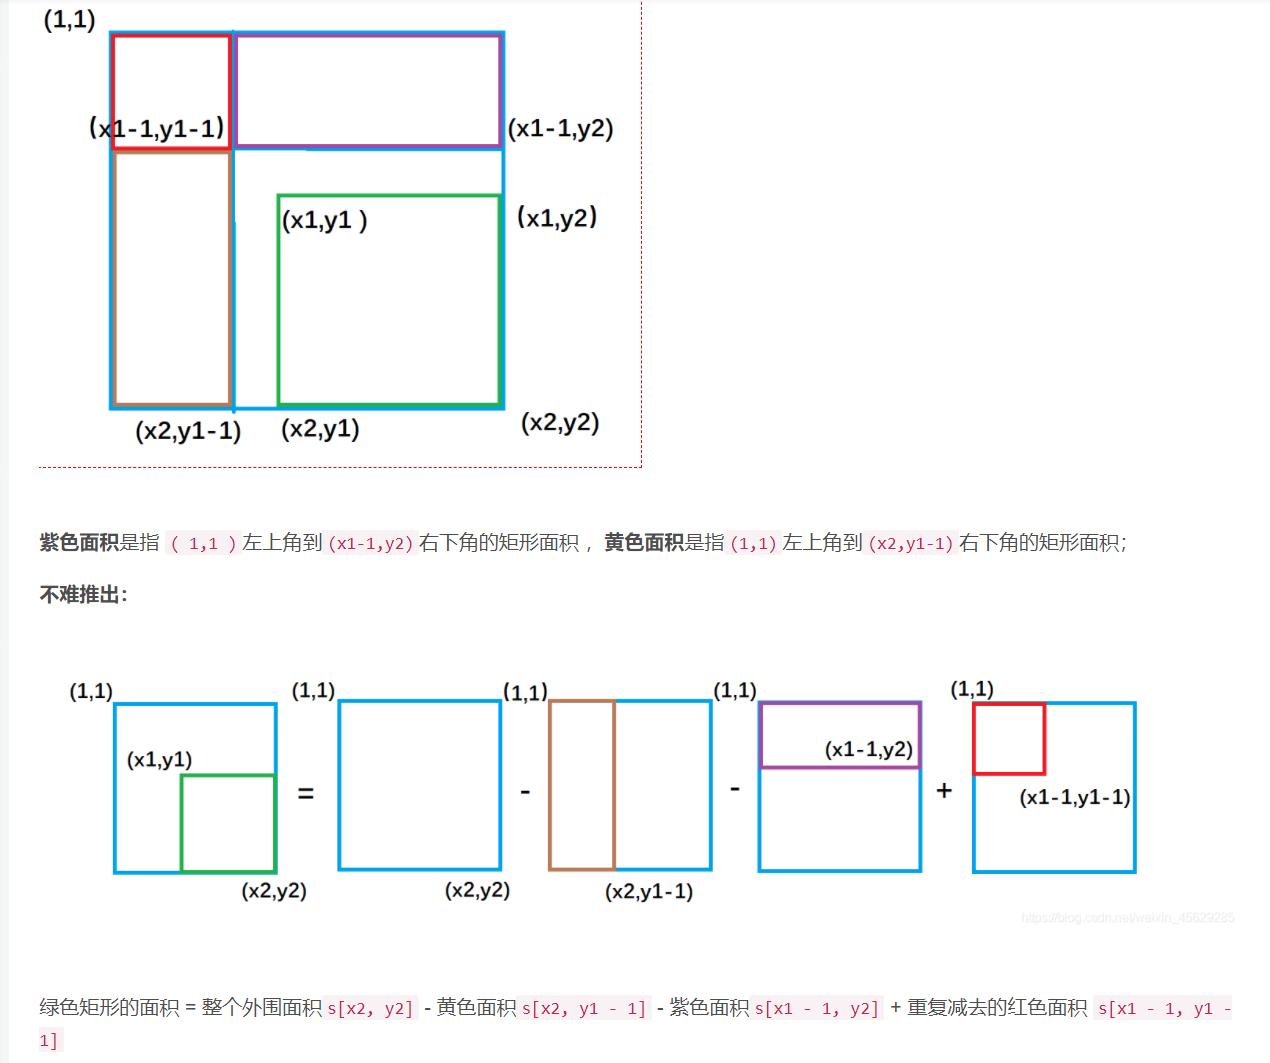 (1,1)
(x1-1,y1-1)
(x1-1,y2)
(x1,y1 )
(x1,y2)
(x2,y1-1)
(x2,y1)
(x2,y2)
紫色面积是指 ( 1,1 ) 左上角到 (x1-1,y2) 右下角的矩形面积 ，黄色面积是指 (1,1) 左上角到 (x2,y1-1) 右下角的矩形面积；
不难推出：
(1,1) (1,1) (1,1) (1,1) (1,1)
(x1,y1) (x1-1,y2)
= - - + (x1-1,y1-1)
(x2,y2) (x2,y2) (x2,y1-1)
https://blog.csdn.net/weixin_45629285
绿色矩形的面积 = 整个外围面积 s[x2, y2] - 黄色面积 s[x2, y1 - 1] - 紫色面积 s[x1 - 1, y2] + 重复减去的红色面积 s[x1 - 1, y1 -
1]